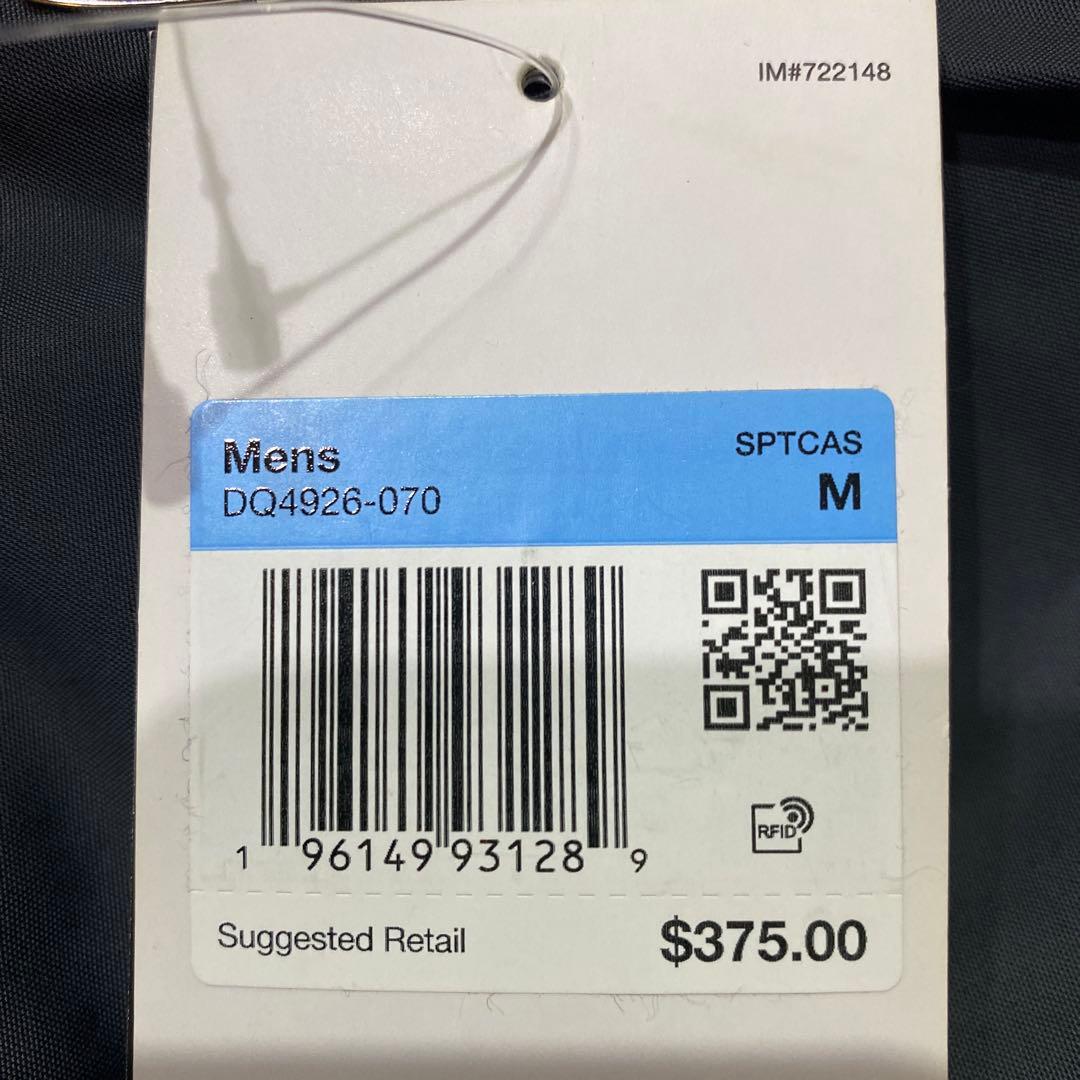 IM#722148
Mens
SPTCAS
DQ4926-070
M
1 96149 93128 9
RFID
Suggested Retail
$375.00